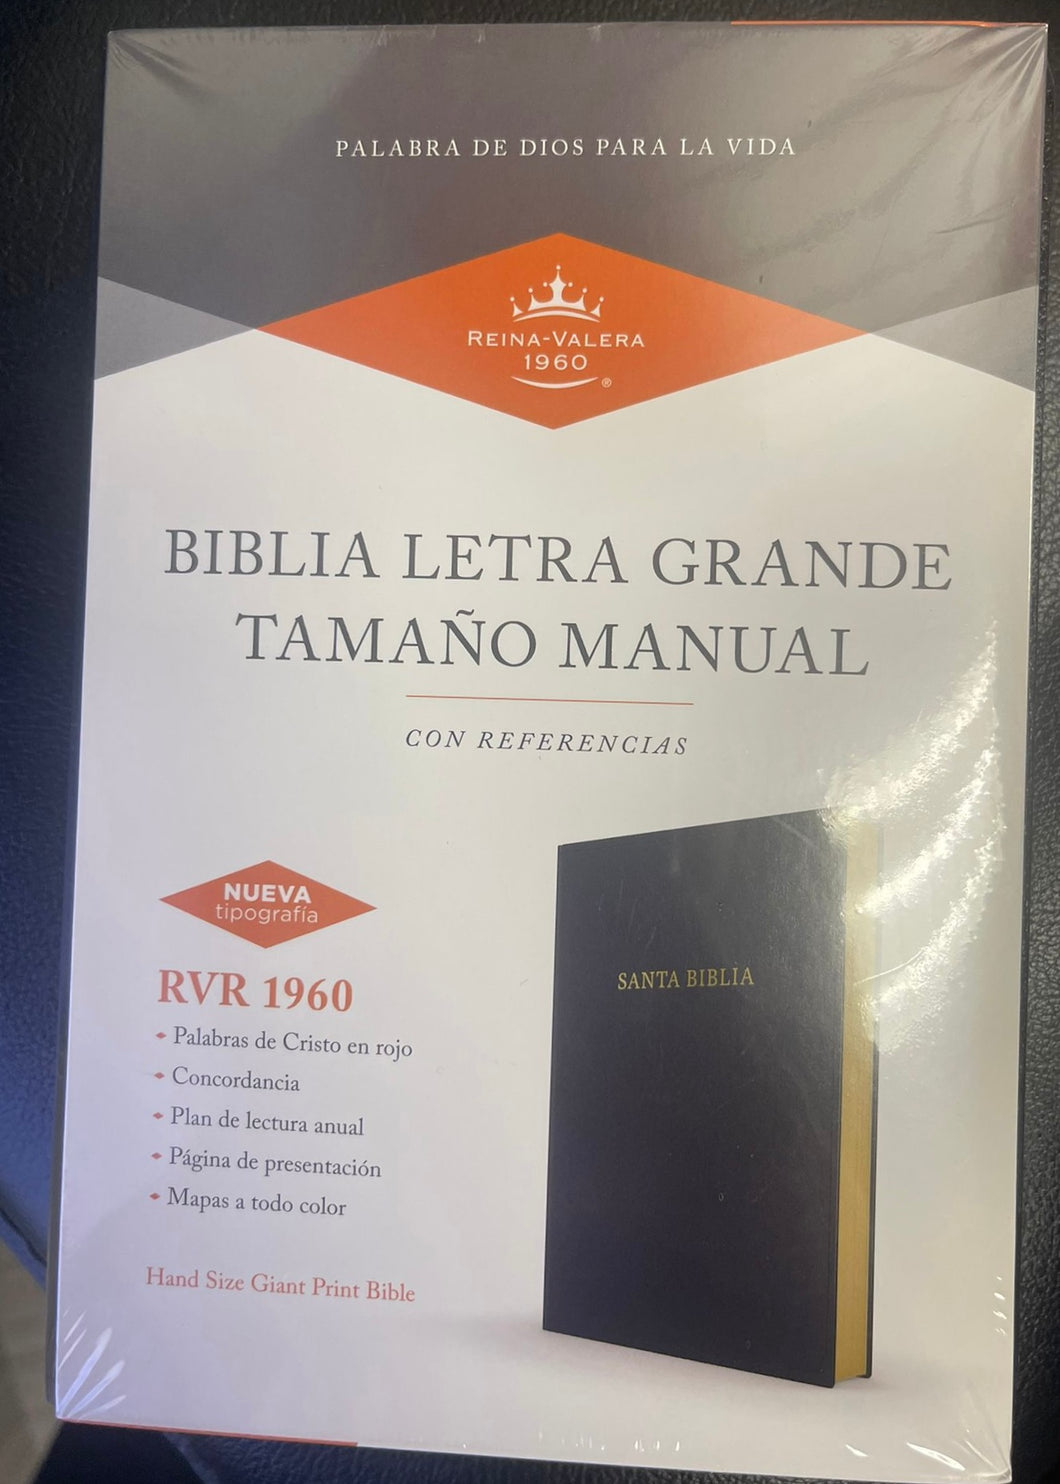 PALABRA DE DIOS PARA LA VIDA
REINA-VALERA
1960
®
BIBLIA LETRA GRANDE
TAMAÑO MANUAL
CON REFERENCIAS
NUEVA
tipografía
RVR 1960
Palabras de Cristo en rojo
Concordancia
Plan de lectura anual
Página de presentación
Mapas a todo color
Hand Size Giant Print Bible
SANTA BIBLIA